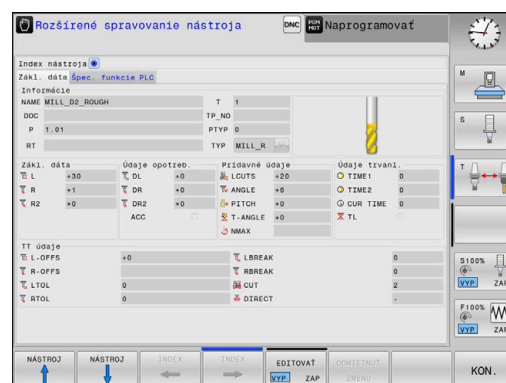 Rozšírené spravovanie nástroja DNC PGM MGT Naprogramovať
Index nástroja
Zákl. dáta Špec. funkcie PLC
Informácie
NAME MILL_D2_ROUGH T 1
DOC TP_NO
P 1.01 PTYP 0
RT TYP MILL_R
Zákl. dáta Údaje opotreb. Prídavné údaje Údaje trvanl.
L +30 DL +0 LCUTS +20 TIME1 0
R +1 DR +0 ANGLE +6 TIME2 0
R2 +0 DR2 +0 PITCH +0 CUR TIME 0
ACC T-ANGLE +0 TL
NMAX
TT údaje
L-OFFS +0 LBREAK 0
R-OFFS RBREAK 0
LTOL 0 CUT 2
RTOL 0 DIRECT -
M
S
T
S100%
VYP ZAP
F100%
VYP ZAP
NÁSTROJ NÁSTROJ INDEX INDEX EDITOVAŤ ODMIETNUŤ KON.
VYP ZAP ZMENU